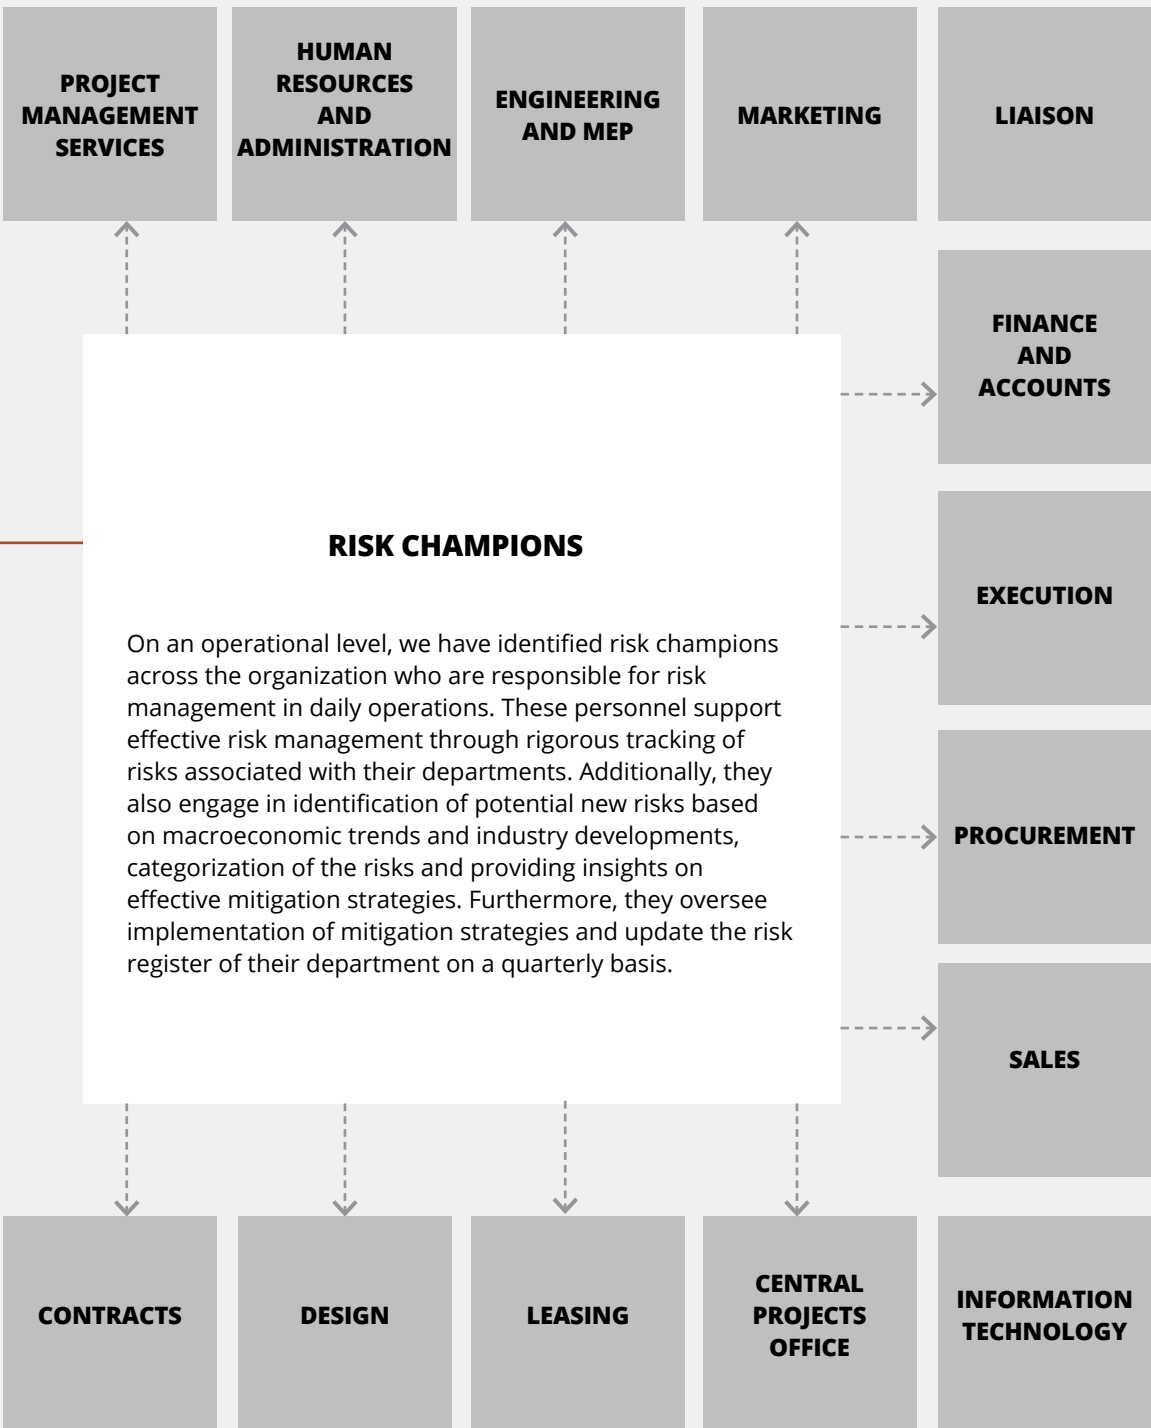 PROJECT
MANAGEMENT
SERVICES
HUMAN
RESOURCES
AND
ADMINISTRATION
ENGINEERING
AND MEP
MARKETING
LIAISON
FINANCE
AND
ACCOUNTS
EXECUTION
PROCUREMENT
SALES
RISK CHAMPIONS
On an operational level, we have identified risk champions
across the organization who are responsible for risk
management in daily operations. These personnel support
effective risk management through rigorous tracking of
risks associated with their departments. Additionally, they
also engage in identification of potential new risks based
on macroeconomic trends and industry developments,
categorization of the risks and providing insights on
effective mitigation strategies. Furthermore, they oversee
implementation of mitigation strategies and update the risk
register of their department on a quarterly basis.
CONTRACTS
DESIGN
LEASING
CENTRAL
PROJECTS
OFFICE
INFORMATION
TECHNOLOGY